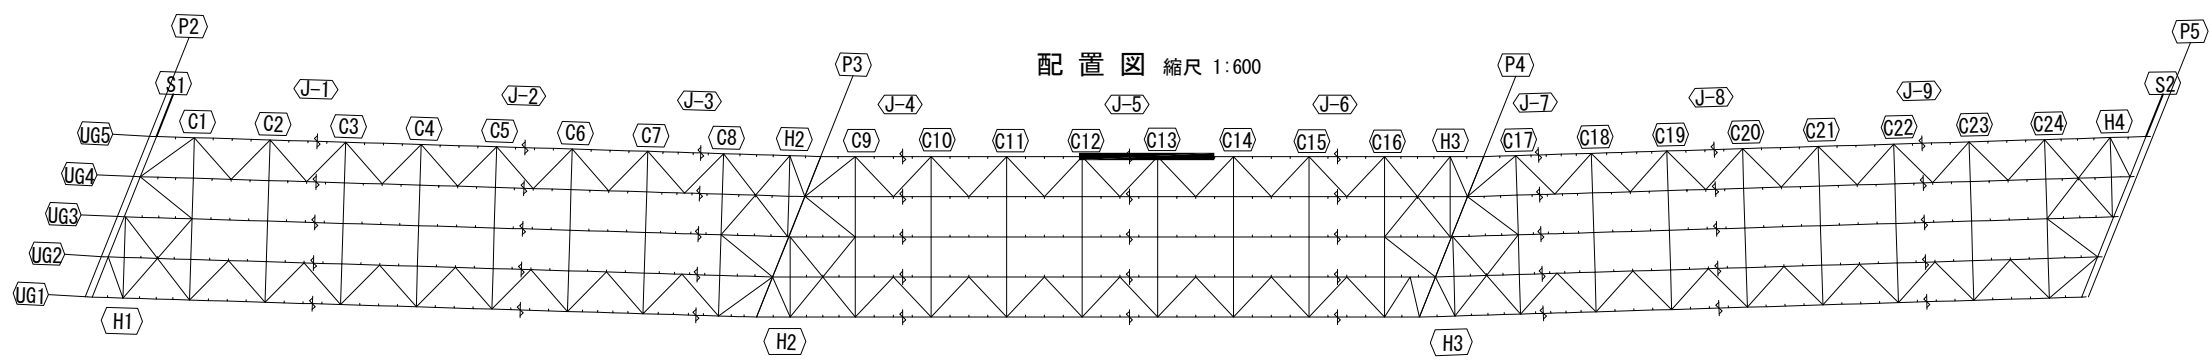 P2
P5
配置図 縮尺 1:600
P3
P4
S1
S2
J-1
J-2
J-3
J-4
J-5
J-6
J-7
J-8
J-9
UG5
C1
C2
C3
C4
C5
C6
C7
C8
H2
C9
C10
C11
C12
C13
C14
C15
C16
H3
C17
C18
C19
C20
C21
C22
C23
C24
H4
UG4
UG3
UG2
UG1
H1
H2
H3